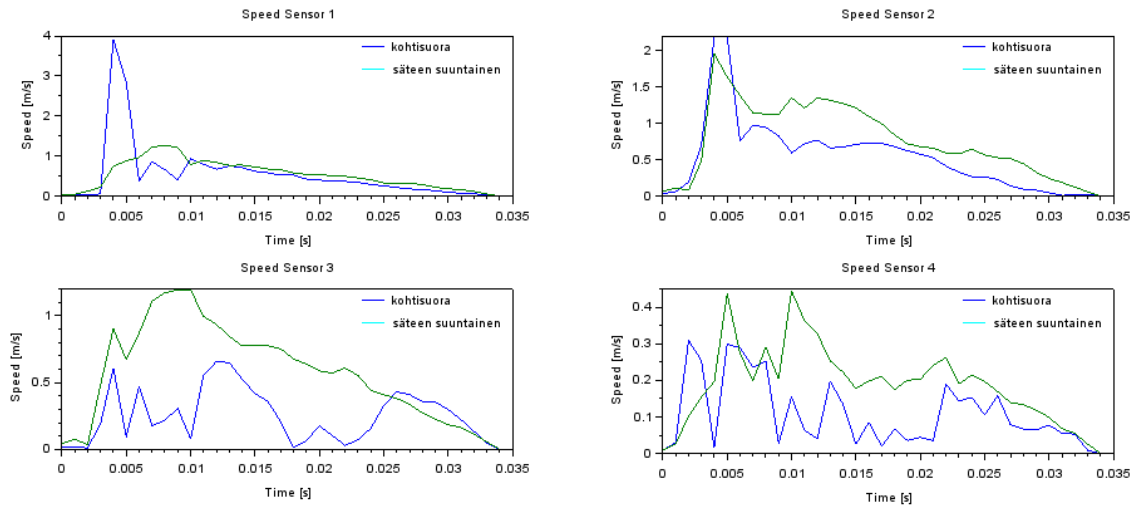 Speed Sensor 1
4
3
2
1
0
Speed [m/s]
kohtisuora
säteen suuntainen
0
0.005
0.01
0.015
0.02
0.025
0.03
0.035
Time [s]
Speed Sensor 2
2
1.5
1
0.5
0
Speed [m/s]
kohtisuora
säteen suuntainen
0
0.005
0.01
0.015
0.02
0.025
0.03
0.035
Time [s]
Speed Sensor 3
1
0.5
0
Speed [m/s]
kohtisuora
säteen suuntainen
0
0.005
0.01
0.015
0.02
0.025
0.03
0.035
Time [s]
Speed Sensor 4
0.4
0.3
0.2
0.1
0
Speed [m/s]
kohtisuora
säteen suuntainen
0
0.005
0.01
0.015
0.02
0.025
0.03
0.035
Time [s]